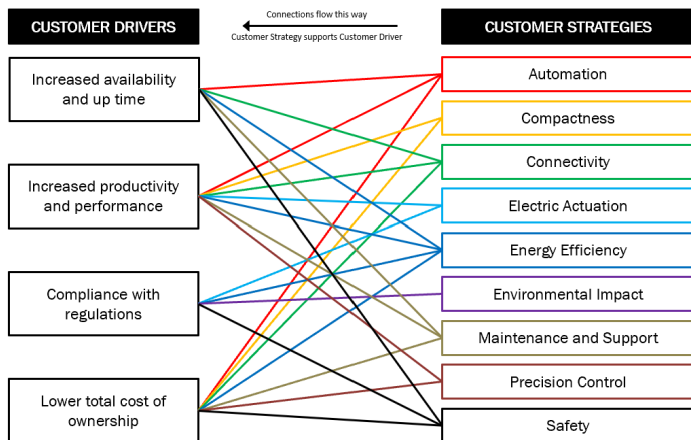 CUSTOMER DRIVERS
Connections flow this way
Customer Strategy supports Customer Driver
CUSTOMER STRATEGIES
Increased availability
and up time
Increased productivity
and performance
Compliance with
regulations
Lower total cost of
ownership
Automation
Compactness
Connectivity
Electric Actuation
Energy Efficiency
Environmental Impact
Maintenance and Support
Precision Control
Safety